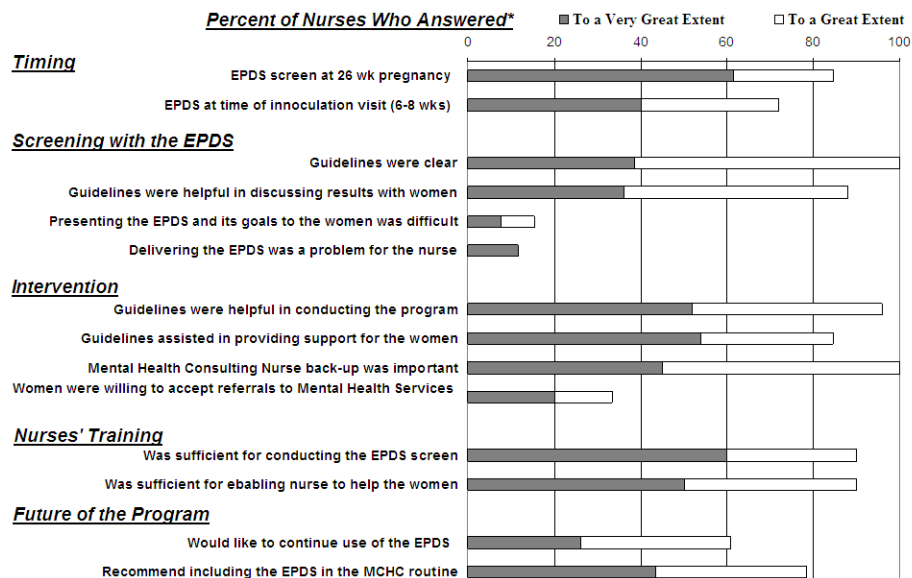 Percent of Nurses Who Answered* To a Very Great Extent To a Great Extent
0 20 40 60 80 100
Timing
EPDS screen at 26 wk pregnancy
EPDS at time of innoculation visit (6-8 wks)
Screening with the EPDS
Guidelines were clear
Guidelines were helpful in discussing results with women
Presenting the EPDS and its goals to the women was difficult
Delivering the EPDS was a problem for the nurse
Intervention
Guidelines were helpful in conducting the program
Guidelines assisted in providing support for the women
Mental Health Consulting Nurse back-up was important
Women were willing to accept referrals to Mental Health Services
Nurses' Training
Was sufficient for conducting the EPDS screen
Was sufficient for ebabling nurse to help the women
Future of the Program
Would like to continue use of the EPDS
Recommend including the EPDS in the MCHC routine